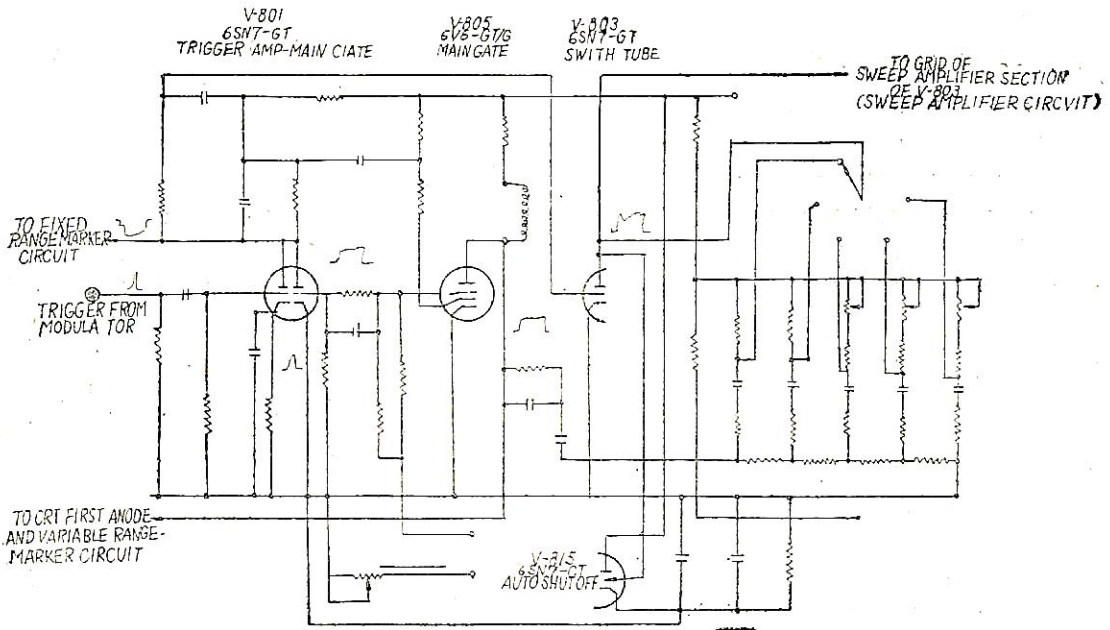 V-801
6SN7-GT
TRIGGER AMP-MAIN CIATE
V-805
6V6-GT/G
MAIN GATE
V-803
6SN7-GT
SWITH TUBE
TO GRID OF
SWEEP AMPLIFIER SECTION
OF V-803
(SWEEP AMPLIFIER CIRCVIT)
TO FIXED
RANGE MARKER
CIRCUIT
TRIGGER FROM
MODULA TOR
TO CRT FIRST ANODE
AND VARIABLE RANGE-
MARKER CIRCUIT
V-815
6SN7-GT
AUTO SHUTOFF